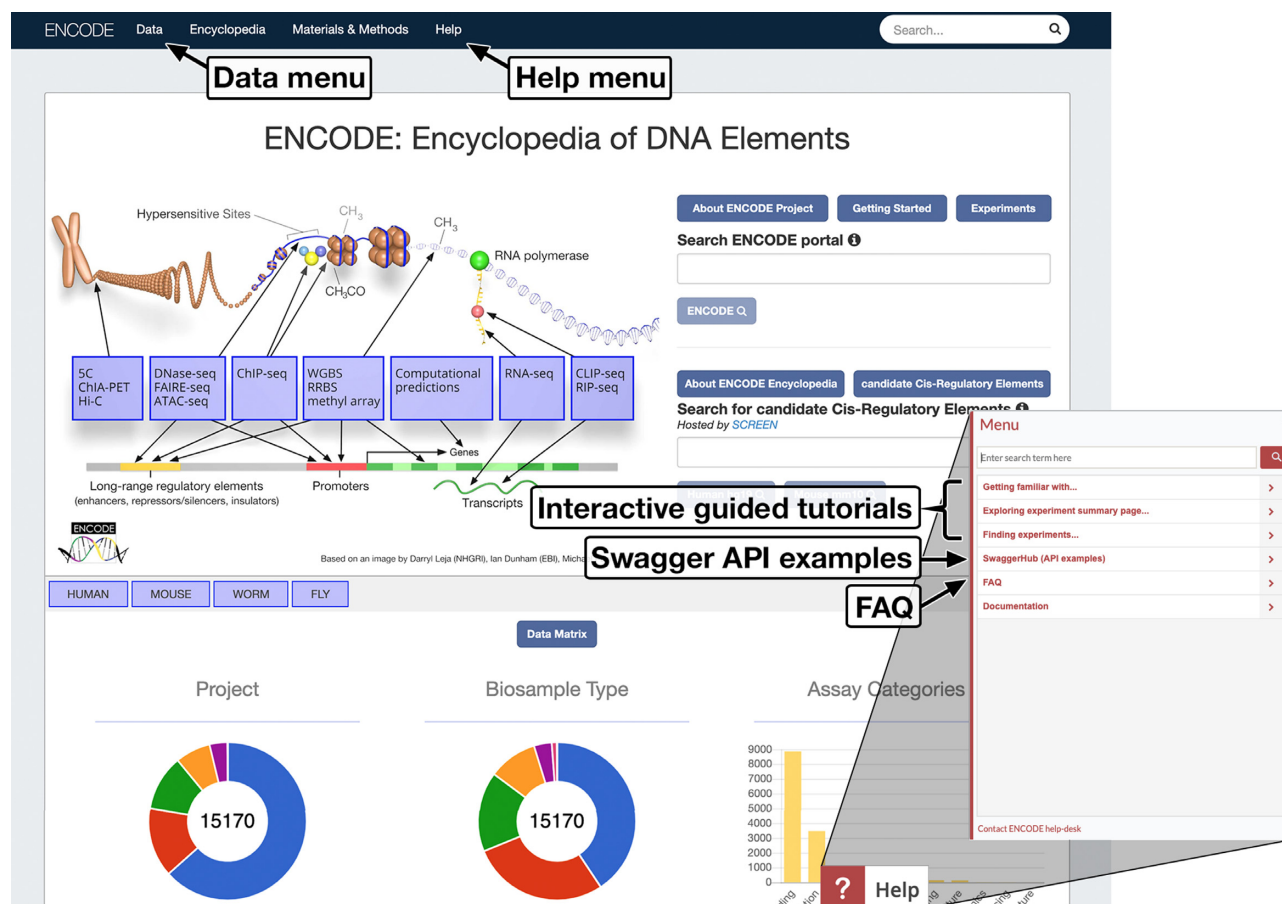 ENCODE Data Encyclopedia Materials & Methods Help Search...
Data menu
Help menu
ENCODE: Encyclopedia of DNA Elements
Hypersensitive Sites
CH3
CH3
CH3CO
RNA polymerase
5C
ChIA-PET
Hi-C
DNase-seq
FAIRE-seq
ATAC-seq
ChIP-seq
WGBS
RRBS
methyl array
Computational
predictions
RNA-seq
CLIP-seq
RIP-seq
Genes
Long-range regulatory elements
(enhancers, repressors/silencers, insulators)
Promoters
Transcripts
ENCODE
Based on an image by Darryl Leja (NHGRI), Ian Dunham (EBI),
About ENCODE Project Getting Started Experiments
Search ENCODE portal
ENCODE
About ENCODE Encyclopedia candidate Cis-Regulatory Elements
Search for candidate Cis-Regulatory Elements
Hosted by SCREEN
Interactive guided tutorials
Swagger API examples
FAQ
Menu
Enter search term here
Getting familiar with...
Exploring experiment summary page...
Finding experiments...
SwaggerHub (API examples)
FAQ
Documentation
Contact ENCODE help-desk
HUMAN MOUSE WORM FLY
Data Matrix
Project
15170
Biosample Type
15170
Assay Categories
9000
8000
7000
6000
5000
4000
3000
2000
1000
0
? Help